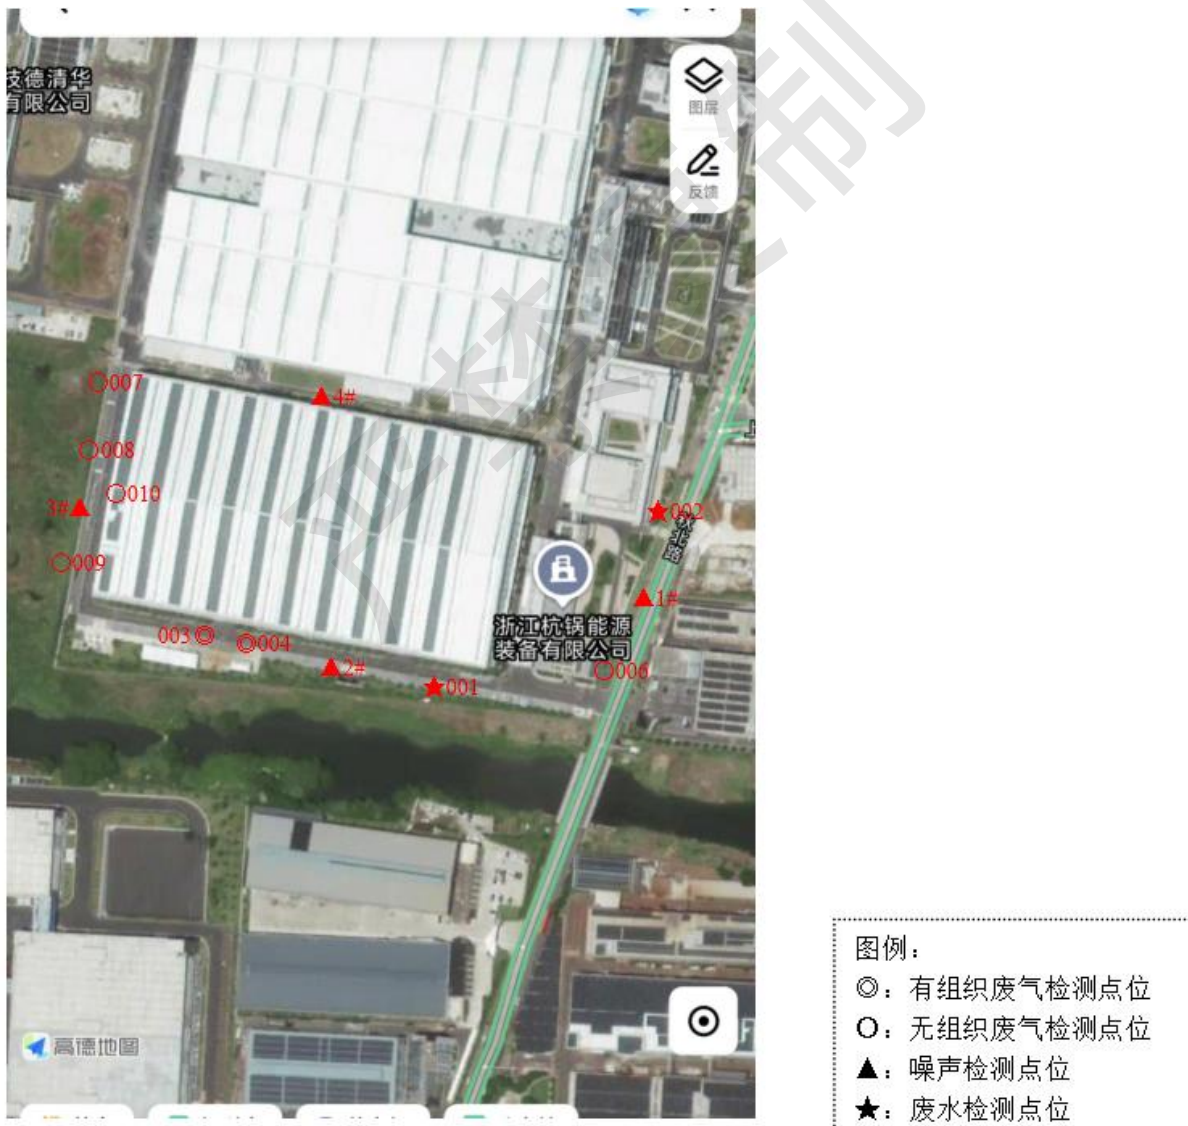 技德清华
有限公司
图层
反馈
007
4#
008
010
3#
002
009
北路
1#
浙江杭锅能源
装备有限公司
003
004
2#
006
001
高德地图
图例：
◎：有组织废气检测点位
○：无组织废气检测点位
▲：噪声检测点位
★：废水检测点位